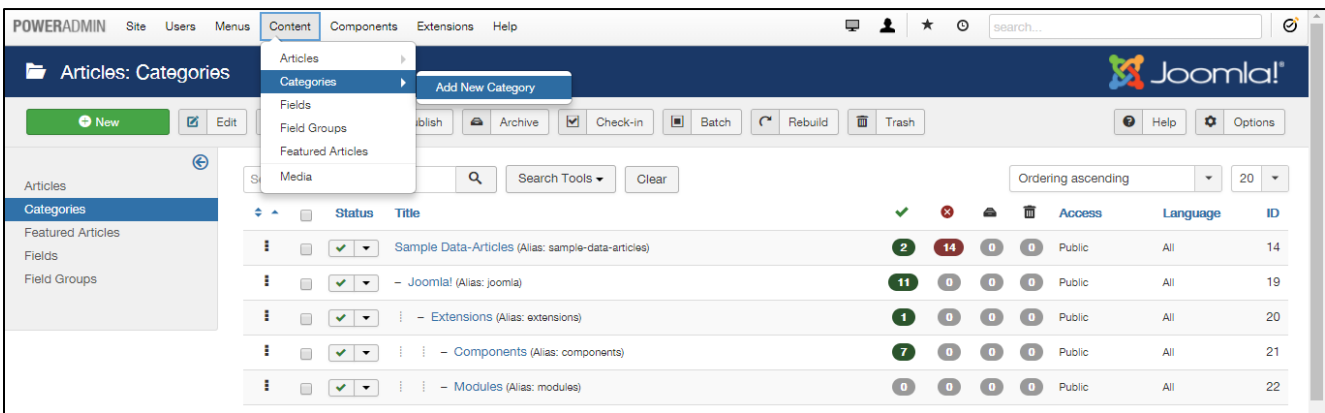 POWERADMIN Site Users Menus Content Components Extensions Help search...
Articles: Categories Joomla!®
Articles
Categories Add New Category
Fields
Field Groups
Featured Articles
Media
New Edit Archive Check-in Batch Rebuild Trash Help Options
Search Tools Clear Ordering ascending 20
Articles
Categories
Featured Articles
Fields
Field Groups
Status Title Access Language ID
Sample Data-Articles (Alias: sample-data-articles) 2 14 0 0 Public All 14
– Joomla! (Alias: joomla) 11 0 0 0 Public All 19
– Extensions (Alias: extensions) 1 0 0 0 Public All 20
– Components (Alias: components) 7 0 0 0 Public All 21
– Modules (Alias: modules) 0 0 0 0 Public All 22